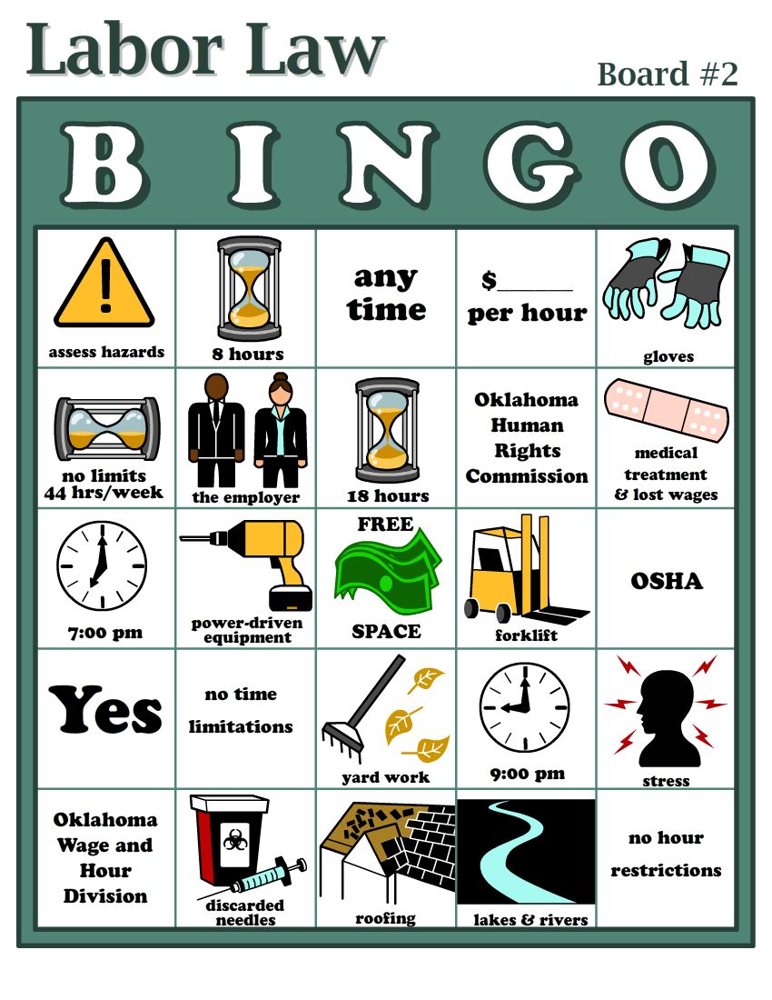 Labor Law
Board #2
B I N G O
assess hazards
8 hours
any
time
$______
per hour
gloves
no limits
44 hrs/week
the employer
18 hours
Oklahoma
Human
Rights
Commission
medical
treatment
& lost wages
7:00 pm
power-driven
equipment
FREE
SPACE
forklift
OSHA
Yes
no time
limitations
yard work
9:00 pm
stress
Oklahoma
Wage and
Hour
Division
discarded
needles
roofing
lakes & rivers
no hour
restrictions